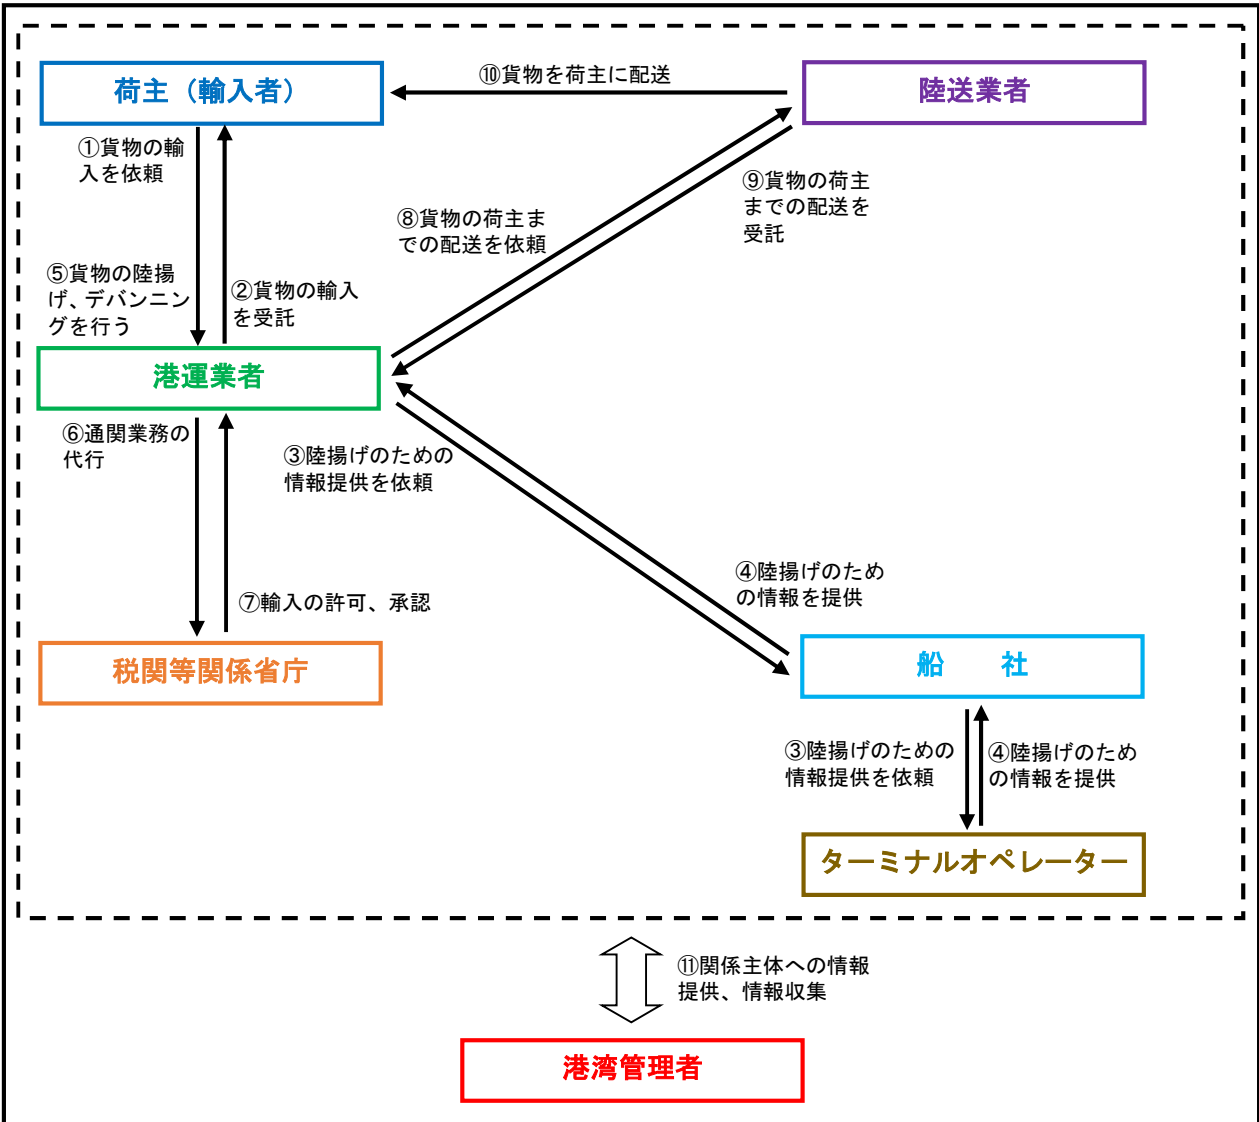 荷主（輸入者）
⑩貨物を荷主に配送
陸送業者
①貨物の輸
入を依頼
⑨貨物の荷主
までの配送を
受託
⑧貨物の荷主ま
での配送を依頼
⑤貨物の陸揚
げ、デバンニン
グを行う
②貨物の輸入
を受託
港運業者
⑥通関業務の
代行
③陸揚げのための
情報提供を依頼
④陸揚げのため
の情報を提供
⑦輸入の許可、承認
税関等関係省庁
船　　社
③陸揚げのための
情報提供を依頼
④陸揚げのため
の情報を提供
ターミナルオペレーター
⑪関係主体への情報
提供、情報収集
港湾管理者